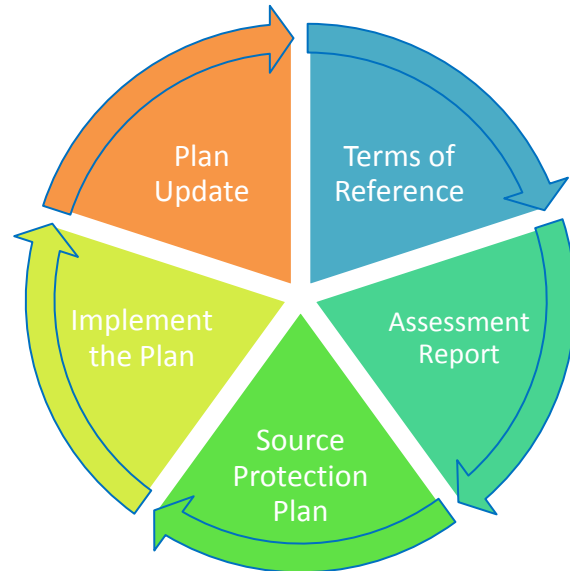 Plan
Update
Terms of
Reference
Implement
the Plan
Assessment
Report
Source
Protection
Plan